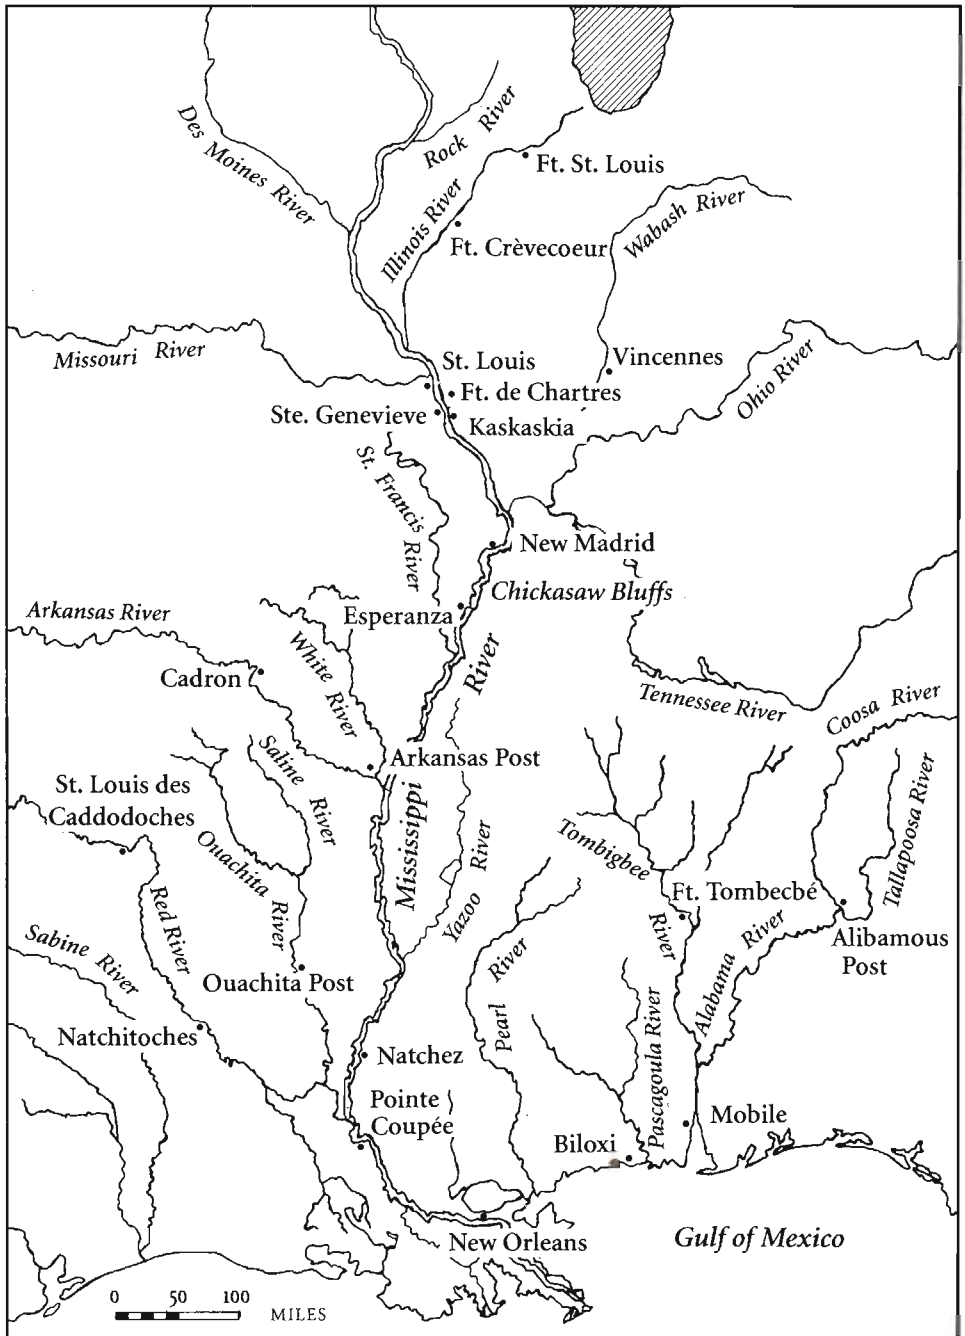 Des Moines River
Rock River
Ft. St. Louis
Illinois River
Ft. Crèvecoeur
Wabash River
Missouri River
St. Louis
Vincennes
Ft. de Chartres
Ohio River
Ste. Genevieve
Kaskaskia
St. Francis River
New Madrid
Chickasaw Bluffs
Arkansas River
Esperanza
White River
River
Cadron
Tennessee River
Coosa River
Saline River
Arkansas Post
St. Louis des
Caddodoches
Mississippi
Tallapoosa River
Ouachita River
Yazoo River
Tombigbee River
Ft. Tombecbé
Red River
Sabine River
Alabama River
Alibamous
Post
Ouachita Post
Pearl River
Pascagoula River
Natchitoches
Natchez
Pointe
Coupée
Mobile
Biloxi
New Orleans
Gulf of Mexico
0 50 100
MILES